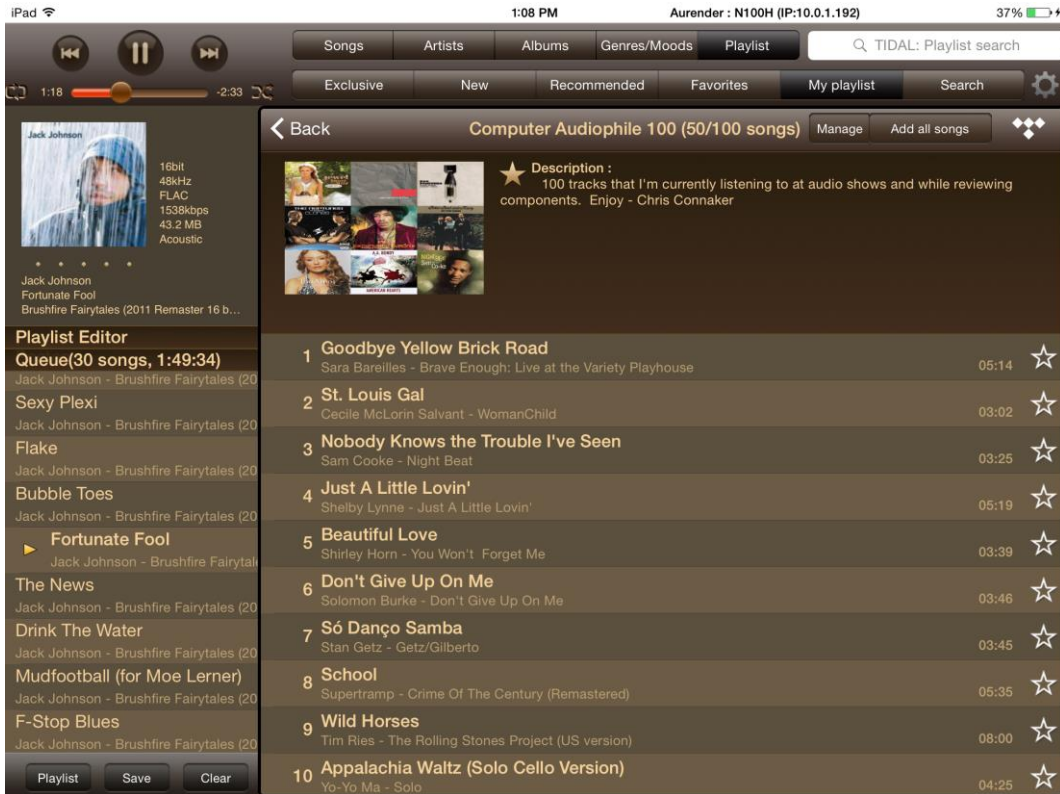 iPad
1:08 PM
Aurender : N100H (IP:10.0.1.192)
37%
Songs
Artists
Albums
Genres/Moods
Playlist
TIDAL: Playlist search
1:18
-2:33
Exclusive
New
Recommended
Favorites
My playlist
Search
Jack Johnson
16bit
48kHz
FLAC
1538kbps
43.2 MB
Acoustic
Jack Johnson
Fortunate Fool
Brushfire Fairytales (2011 Remaster 16 b...
Playlist Editor
Queue(30 songs, 1:49:34)
Jack Johnson - Brushfire Fairytales (20
Sexy Plexi
Jack Johnson - Brushfire Fairytales (20
Flake
Jack Johnson - Brushfire Fairytales (20
Bubble Toes
Jack Johnson - Brushfire Fairytales (20
Fortunate Fool
Jack Johnson - Brushfire Fairytal
The News
Jack Johnson - Brushfire Fairytales (20
Drink The Water
Jack Johnson - Brushfire Fairytales (20
Mudfootball (for Moe Lerner)
Jack Johnson - Brushfire Fairytales (20
F-Stop Blues
Jack Johnson - Brushfire Fairytales (20
Playlist
Save
Clear
Back
Computer Audiophile 100 (50/100 songs)
Manage
Add all songs
Description :
100 tracks that I'm currently listening to at audio shows and while reviewing
components. Enjoy - Chris Connaker
AMERICAN HEARTS
1 Goodbye Yellow Brick Road
Sara Bareilles - Brave Enough: Live at the Variety Playhouse
05:14
2 St. Louis Gal
Cecile McLorin Salvant - WomanChild
03:02
3 Nobody Knows the Trouble I've Seen
Sam Cooke - Night Beat
03:25
4 Just A Little Lovin'
Shelby Lynne - Just A Little Lovin'
05:19
5 Beautiful Love
Shirley Horn - You Won't Forget Me
03:39
6 Don't Give Up On Me
Solomon Burke - Don't Give Up On Me
03:46
7 Só Danço Samba
Stan Getz - Getz/Gilberto
03:45
8 School
Supertramp - Crime Of The Century (Remastered)
05:35
9 Wild Horses
Tim Ries - The Rolling Stones Project (US version)
08:00
10 Appalachia Waltz (Solo Cello Version)
Yo-Yo Ma - Solo
04:25